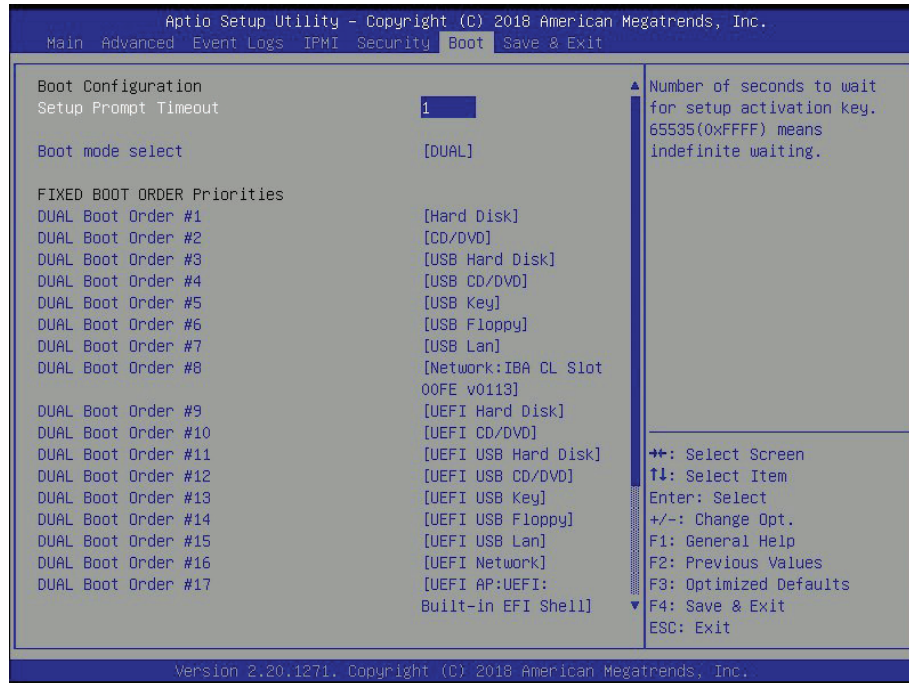 Aptio Setup Utility – Copyright (C) 2018 American Megatrends, Inc.
Main Advanced Event Logs IPMI Security Boot Save & Exit
Boot Configuration
Setup Prompt Timeout 1
Boot mode select [DUAL]
FIXED BOOT ORDER Priorities
DUAL Boot Order #1 [Hard Disk]
DUAL Boot Order #2 [CD/DVD]
DUAL Boot Order #3 [USB Hard Disk]
DUAL Boot Order #4 [USB CD/DVD]
DUAL Boot Order #5 [USB Key]
DUAL Boot Order #6 [USB Floppy]
DUAL Boot Order #7 [USB Lan]
DUAL Boot Order #8 [Network:IBA CL Slot
00FE v0113]
DUAL Boot Order #9 [UEFI Hard Disk]
DUAL Boot Order #10 [UEFI CD/DVD]
DUAL Boot Order #11 [UEFI USB Hard Disk]
DUAL Boot Order #12 [UEFI USB CD/DVD]
DUAL Boot Order #13 [UEFI USB Key]
DUAL Boot Order #14 [UEFI USB Floppy]
DUAL Boot Order #15 [UEFI USB Lan]
DUAL Boot Order #16 [UEFI Network]
DUAL Boot Order #17 [UEFI AP:UEFI:
Built-in EFI Shell]
Number of seconds to wait
for setup activation key.
65535(0xFFFF) means
indefinite waiting.
→←: Select Screen
↑↓: Select Item
Enter: Select
+/-: Change Opt.
F1: General Help
F2: Previous Values
F3: Optimized Defaults
F4: Save & Exit
ESC: Exit
Version 2.20.1271. Copyright (C) 2018 American Megatrends, Inc.